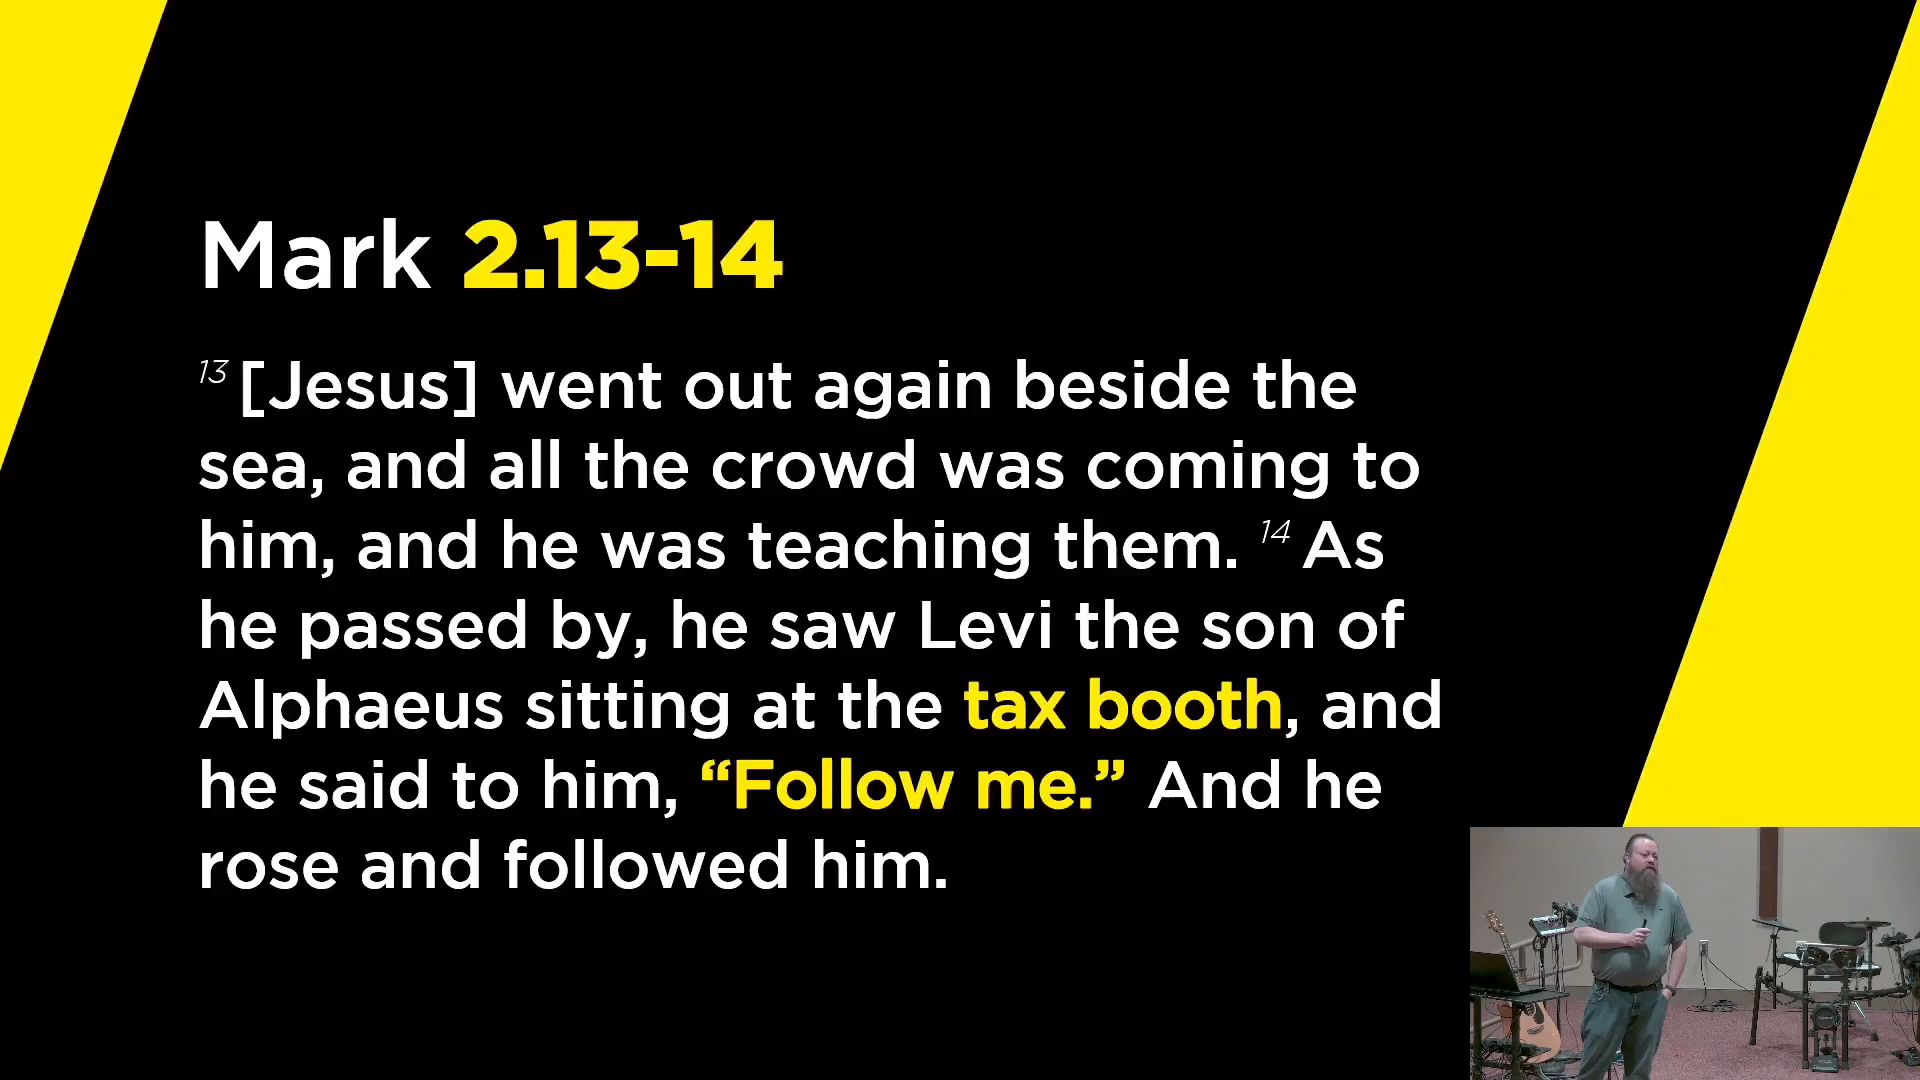 Mark 2.13-14
13 [Jesus] went out again beside the
sea, and all the crowd was coming to
him, and he was teaching them. 14 As
he passed by, he saw Levi the son of
Alphaeus sitting at the tax booth, and
he said to him, “Follow me.” And he
rose and followed him.